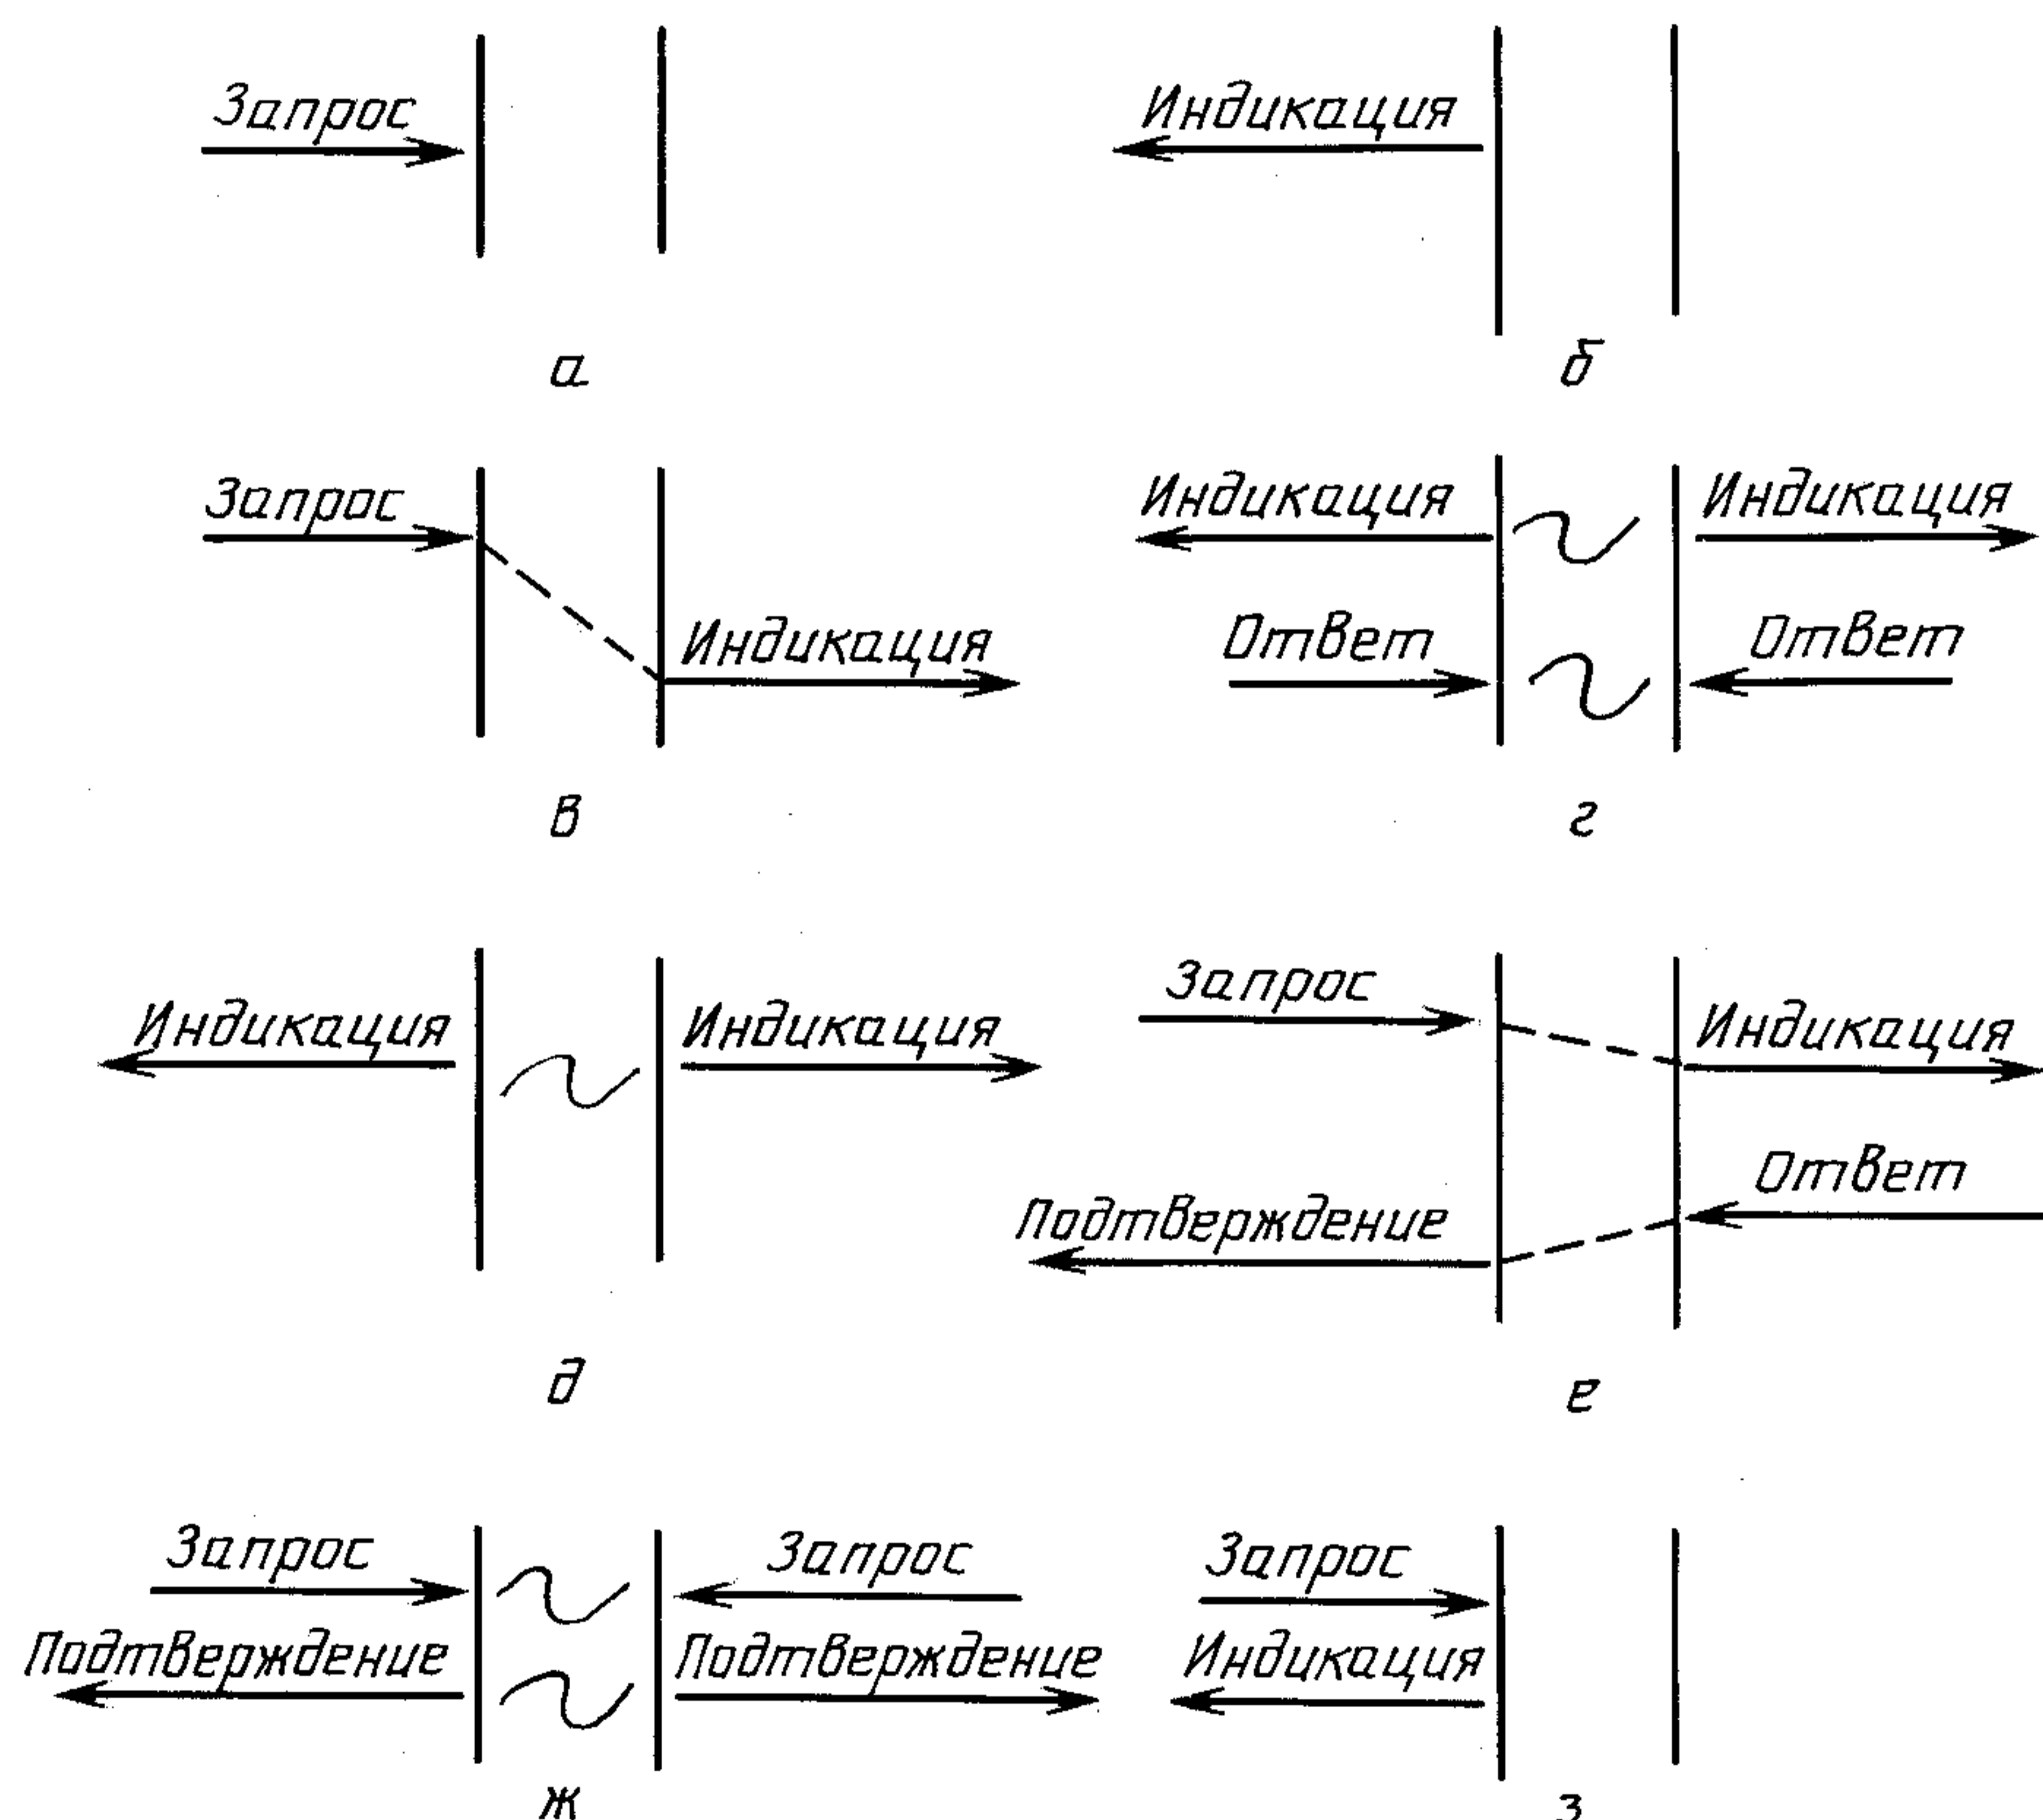 Запрос
Индикация
а
б
Запрос
Индикация
Индикация
Индикация
Ответ
Ответ
в
г
Индикация
Индикация
Запрос
Индикация
Ответ
Подтверждение
д
е
Запрос
Запрос
Запрос
Подтверждение
Подтверждение
Индикация
ж
з